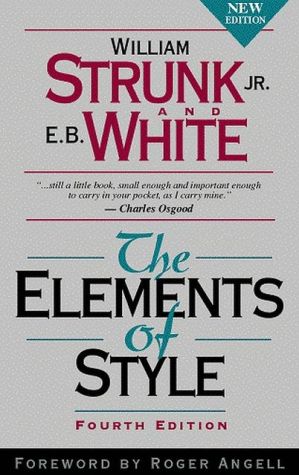 NEW
EDITION
WILLIAM
STRUNK JR.
AND
E.B. WHITE
"...still a little book, small enough and important enough
to carry in your pocket, as I carry mine."
— Charles Osgood
The
ELEMENTS
of
STYLE
FOURTH EDITION
FOREWORD BY ROGER ANGELL